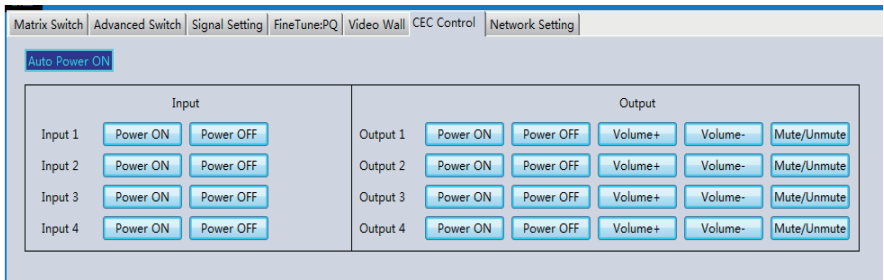 Matrix Switch Advanced Switch Signal Setting FineTune:PQ Video Wall CEC Control Network Setting
Auto Power ON
Input Output
Input 1 Power ON Power OFF Output 1 Power ON Power OFF Volume+ Volume- Mute/Unmute
Input 2 Power ON Power OFF Output 2 Power ON Power OFF Volume+ Volume- Mute/Unmute
Input 3 Power ON Power OFF Output 3 Power ON Power OFF Volume+ Volume- Mute/Unmute
Input 4 Power ON Power OFF Output 4 Power ON Power OFF Volume+ Volume- Mute/Unmute